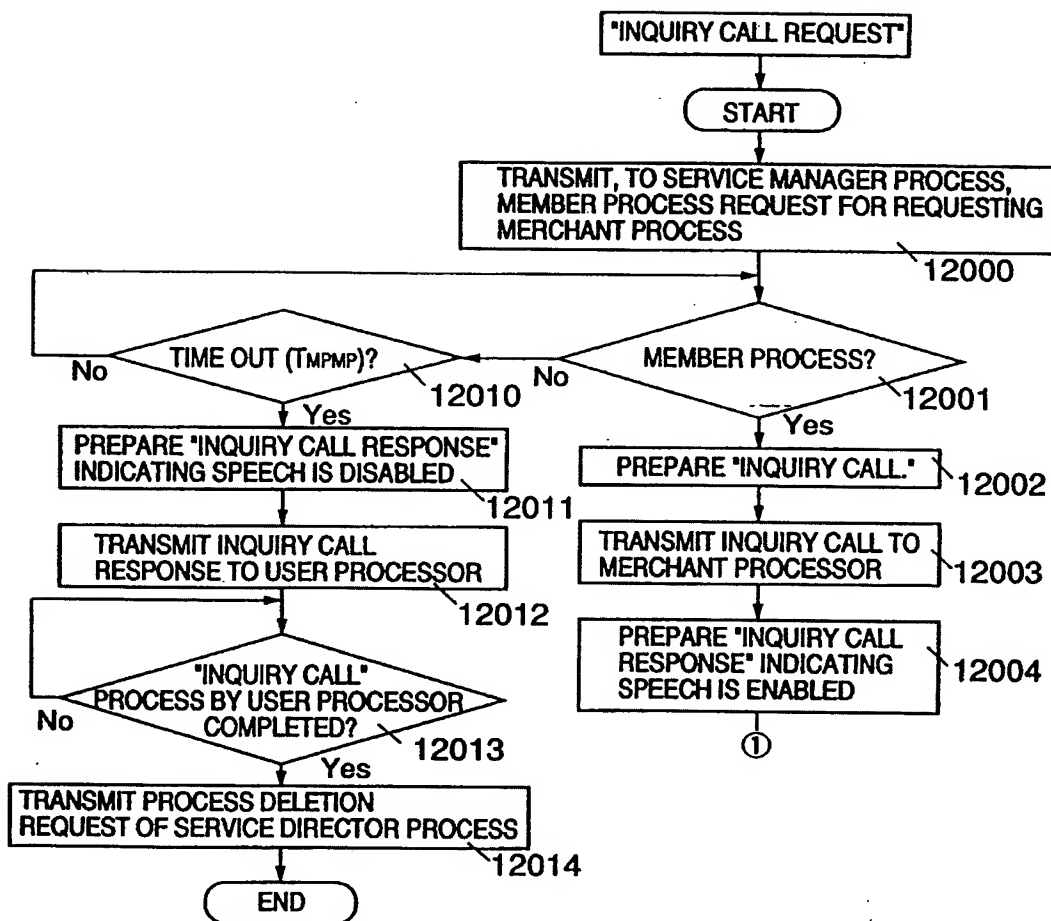 "INQUIRY CALL REQUEST"
START
TRANSMIT, TO SERVICE MANAGER PROCESS,
MEMBER PROCESS REQUEST FOR REQUESTING
MERCHANT PROCESS
12000
MEMBER PROCESS?
12001
No
Yes
TIME OUT (TMPMP)?
12010
No
Yes
PREPARE "INQUIRY CALL RESPONSE"
INDICATING SPEECH IS DISABLED
12011
TRANSMIT INQUIRY CALL
RESPONSE TO USER PROCESSOR
12012
"INQUIRY CALL"
PROCESS BY USER PROCESSOR
COMPLETED?
12013
No
Yes
TRANSMIT PROCESS DELETION
REQUEST OF SERVICE DIRECTOR PROCESS
12014
END
PREPARE "INQUIRY CALL."
12002
TRANSMIT INQUIRY CALL TO
MERCHANT PROCESSOR
12003
PREPARE "INQUIRY CALL
RESPONSE" INDICATING
SPEECH IS ENABLED
12004
①